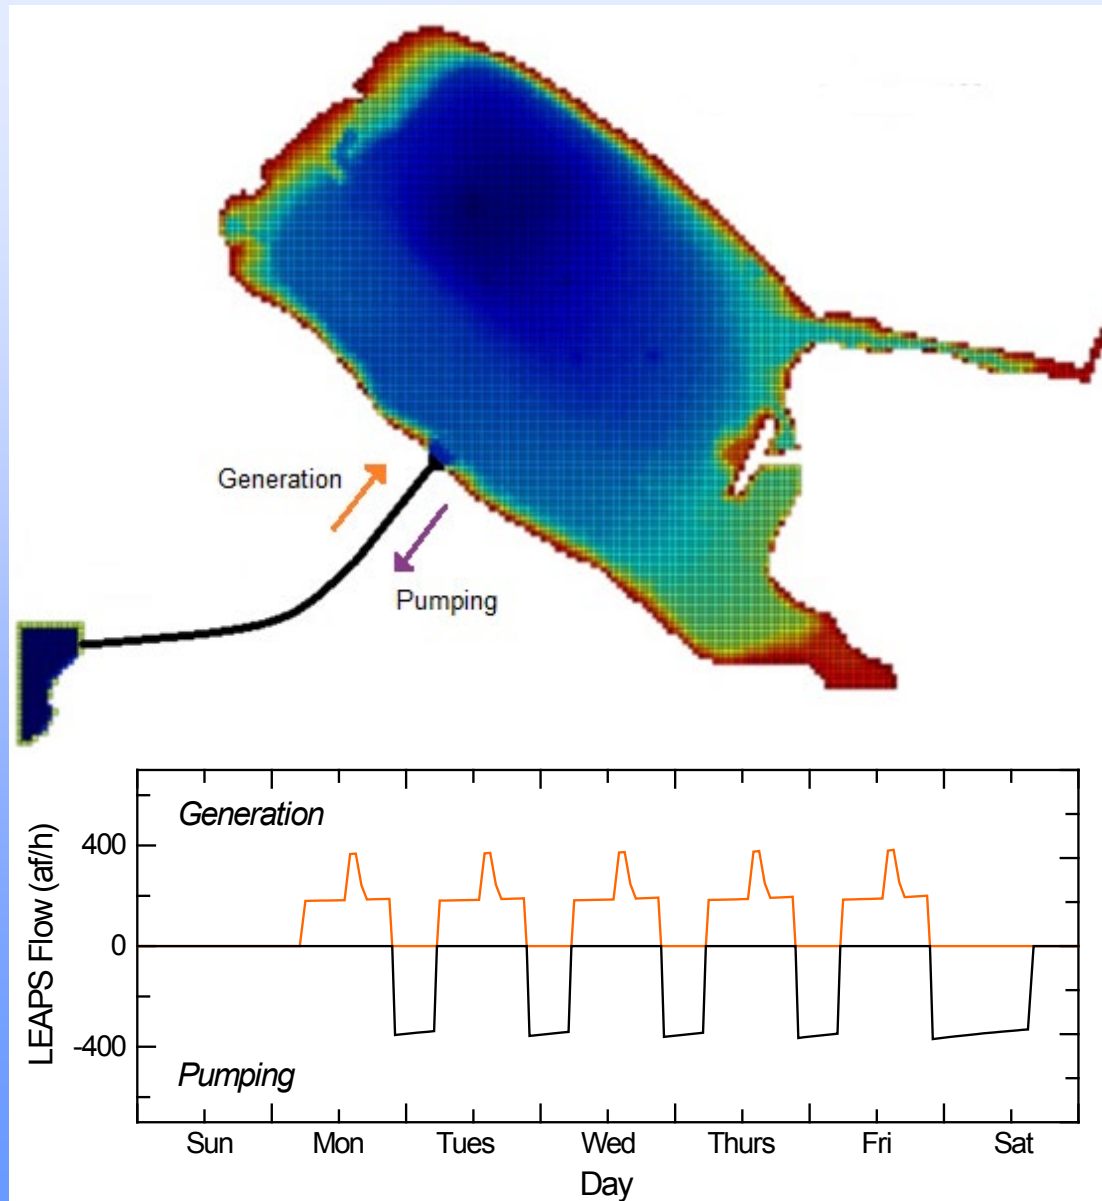 Generation
Pumping
Generation
400
0
-400
LEAPS Flow (af/h)
Pumping
Sun Mon Tues Wed Thurs Fri Sat
Day